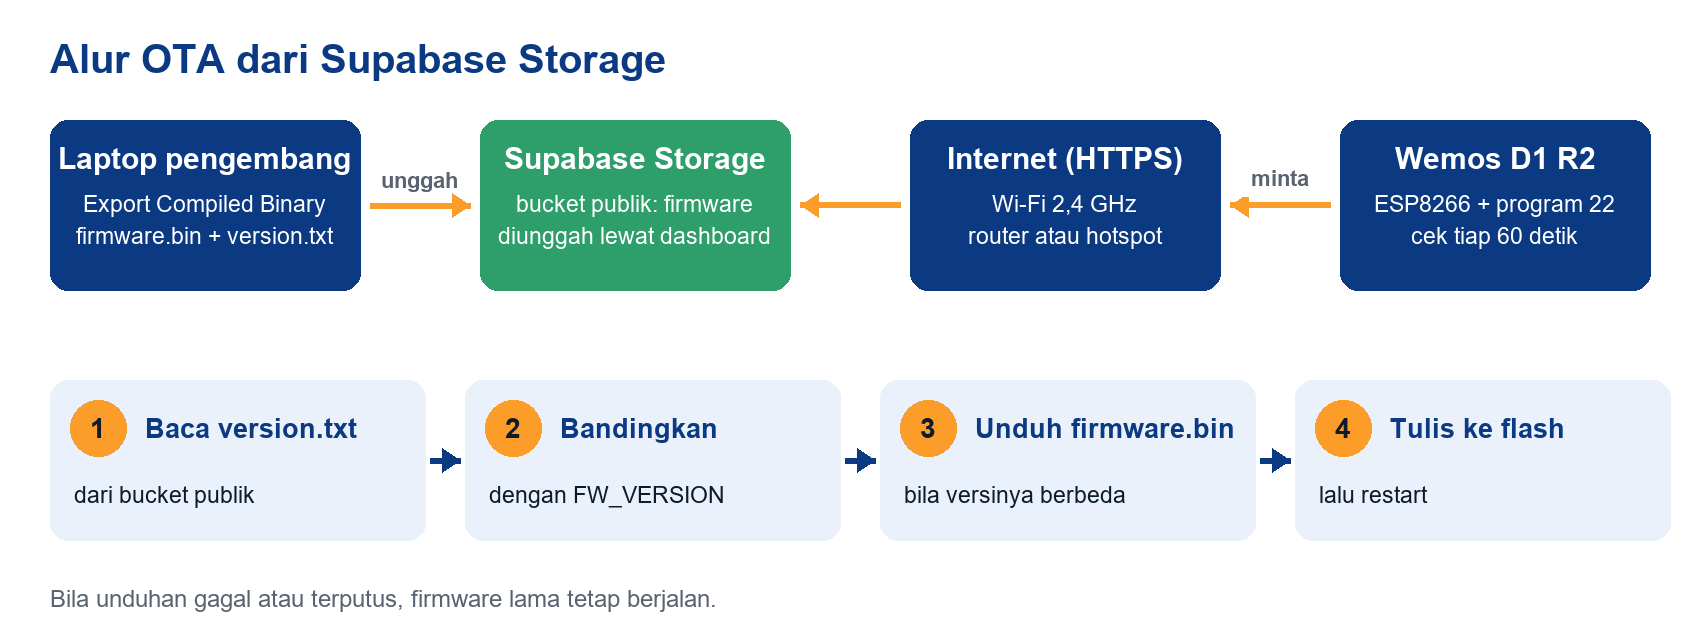 Alur OTA dari Supabase Storage
Laptop pengembang
Export Compiled Binary
firmware.bin + version.txt
unggah
Supabase Storage
bucket publik: firmware
diunggah lewat dashboard
Internet (HTTPS)
Wi-Fi 2,4 GHz
router atau hotspot
minta
Wemos D1 R2
ESP8266 + program 22
cek tiap 60 detik
1 Baca version.txt
dari bucket publik
2 Bandingkan
dengan FW_VERSION
3 Unduh firmware.bin
bila versinya berbeda
4 Tulis ke flash
lalu restart
Bila unduhan gagal atau terputus, firmware lama tetap berjalan.